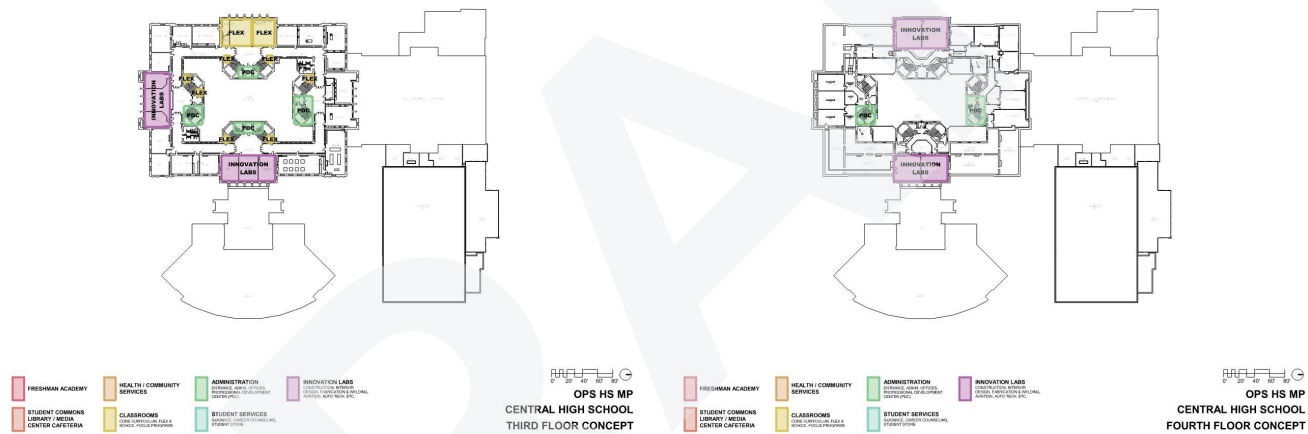 FLEX FLEX
FLEX
PDC
FLEX
FLEX
FLEX
FLEX
INNOVATION
LABS
PDC
PDC
PDC
FLEX
FLEX
INNOVATION
LABS
FRESHMAN ACADEMY
HEALTH / COMMUNITY
SERVICES
ADMINISTRATION
ENTRANCE, ADMIN. OFFICES,
PROFESSIONAL DEVELOPMENT
CENTER (PDC)
INNOVATION LABS
CONSTRUCTION, INTERIOR
DESIGN, FABRICATION & WELDING,
AVIATION, AUTO TECH, ETC.
STUDENT COMMONS
LIBRARY / MEDIA
CENTER CAFETERIA
CLASSROOMS
CORE CURRICULUM, FLEX &
SCHOOL FOCUS PROGRAMS
STUDENT SERVICES
GUIDANCE, CAREER COUNSELING,
STUDENT STORE
0 20' 40' 60' 80'
OPS HS MP
CENTRAL HIGH SCHOOL
THIRD FLOOR CONCEPT
INNOVATION
LABS
PDC
PDC
INNOVATION
LABS
FRESHMAN ACADEMY
HEALTH / COMMUNITY
SERVICES
ADMINISTRATION
ENTRANCE, ADMIN. OFFICES,
PROFESSIONAL DEVELOPMENT
CENTER (PDC)
INNOVATION LABS
CONSTRUCTION, INTERIOR
DESIGN, FABRICATION & WELDING,
AVIATION, AUTO TECH, ETC.
STUDENT COMMONS
LIBRARY / MEDIA
CENTER CAFETERIA
CLASSROOMS
CORE CURRICULUM, FLEX &
SCHOOL FOCUS PROGRAMS
STUDENT SERVICES
GUIDANCE, CAREER COUNSELING,
STUDENT STORE
0 20' 40' 60' 80'
OPS HS MP
CENTRAL HIGH SCHOOL
FOURTH FLOOR CONCEPT